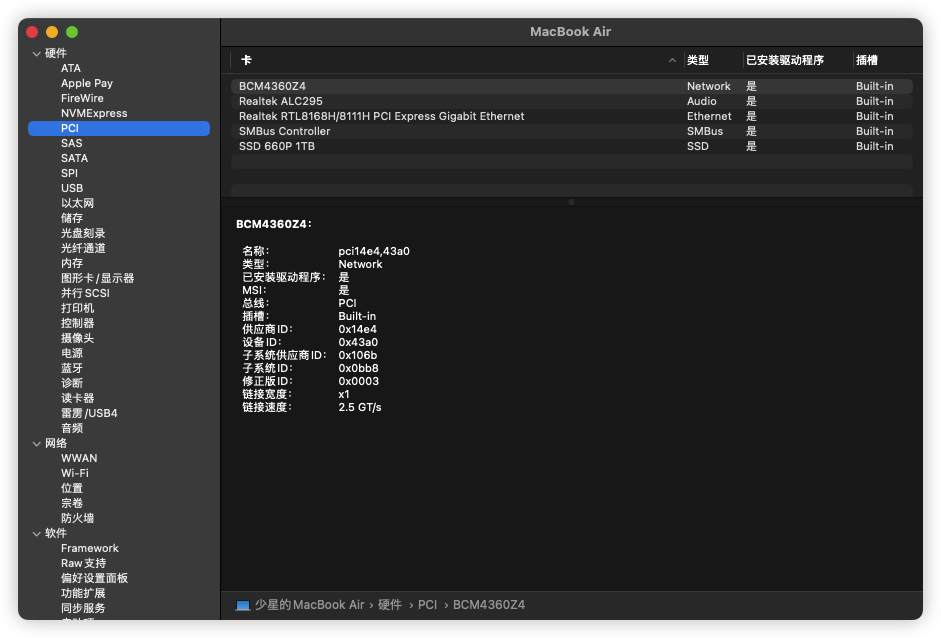 MacBook Air
硬件
ATA
Apple Pay
FireWire
NVMExpress
PCI
SAS
SATA
SPI
USB
以太网
储存
光盘刻录
光纤通道
内存
图形卡/显示器
并行SCSI
打印机
控制器
摄像头
电源
蓝牙
诊断
读卡器
雷雳/USB4
音频
网络
WWAN
Wi-Fi
位置
宗卷
防火墙
软件
Framework
Raw支持
偏好设置面板
功能扩展
同步服务
卡 类型 已安装驱动程序 插槽
BCM4360Z4 Network 是 Built-in
Realtek ALC295 Audio 是 Built-in
Realtek RTL8168H/8111H PCI Express Gigabit Ethernet Ethernet 是 Built-in
SMBus Controller SMBus 是 Built-in
SSD 660P 1TB SSD 是 Built-in
BCM4360Z4：
名称： pci14e4,43a0
类型： Network
已安装驱动程序： 是
MSI： 是
总线： PCI
插槽： Built-in
供应商ID： 0x14e4
设备ID： 0x43a0
子系统供应商ID： 0x106b
子系统ID： 0x0bb8
修正版ID： 0x0003
链接宽度： x1
链接速度： 2.5 GT/s
少星的MacBook Air › 硬件 › PCI › BCM4360Z4